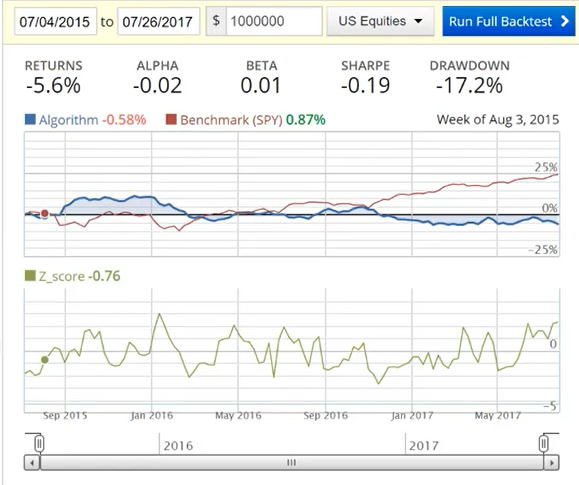 07/04/2015 to 07/26/2017 $ 1000000 US Equities Run Full Backtest
RETURNS ALPHA BETA SHARPE DRAWDOWN
-5.6% -0.02 0.01 -0.19 -17.2%
Algorithm -0.58% Benchmark (SPY) 0.87% Week of Aug 3, 2015
25%
0%
-25%
Z_score -0.76
0
-5
Sep 2015 Jan 2016 May 2016 Sep 2016 Jan 2017 May 2017
2016 2017